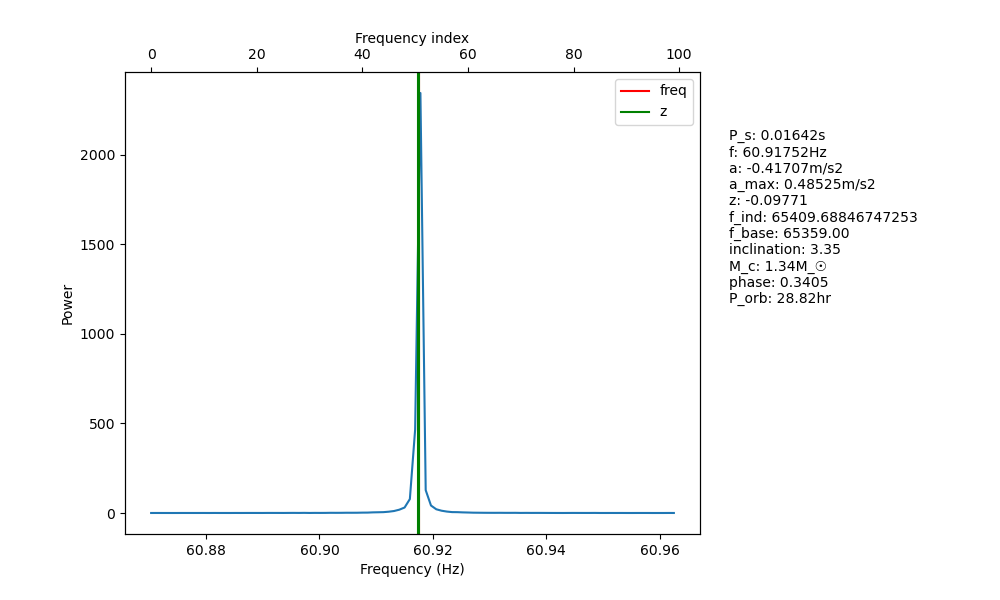 Frequency index
0 20 40 60 80 100
freq
z
2000
1500
1000
500
0
Power
60.88 60.90 60.92 60.94 60.96
Frequency (Hz)
P_s: 0.01642s
f: 60.91752Hz
a: -0.41707m/s2
a_max: 0.48525m/s2
z: -0.09771
f_ind: 65409.68846747253
f_base: 65359.00
inclination: 3.35
M_c: 1.34M_☉
phase: 0.3405
P_orb: 28.82hr